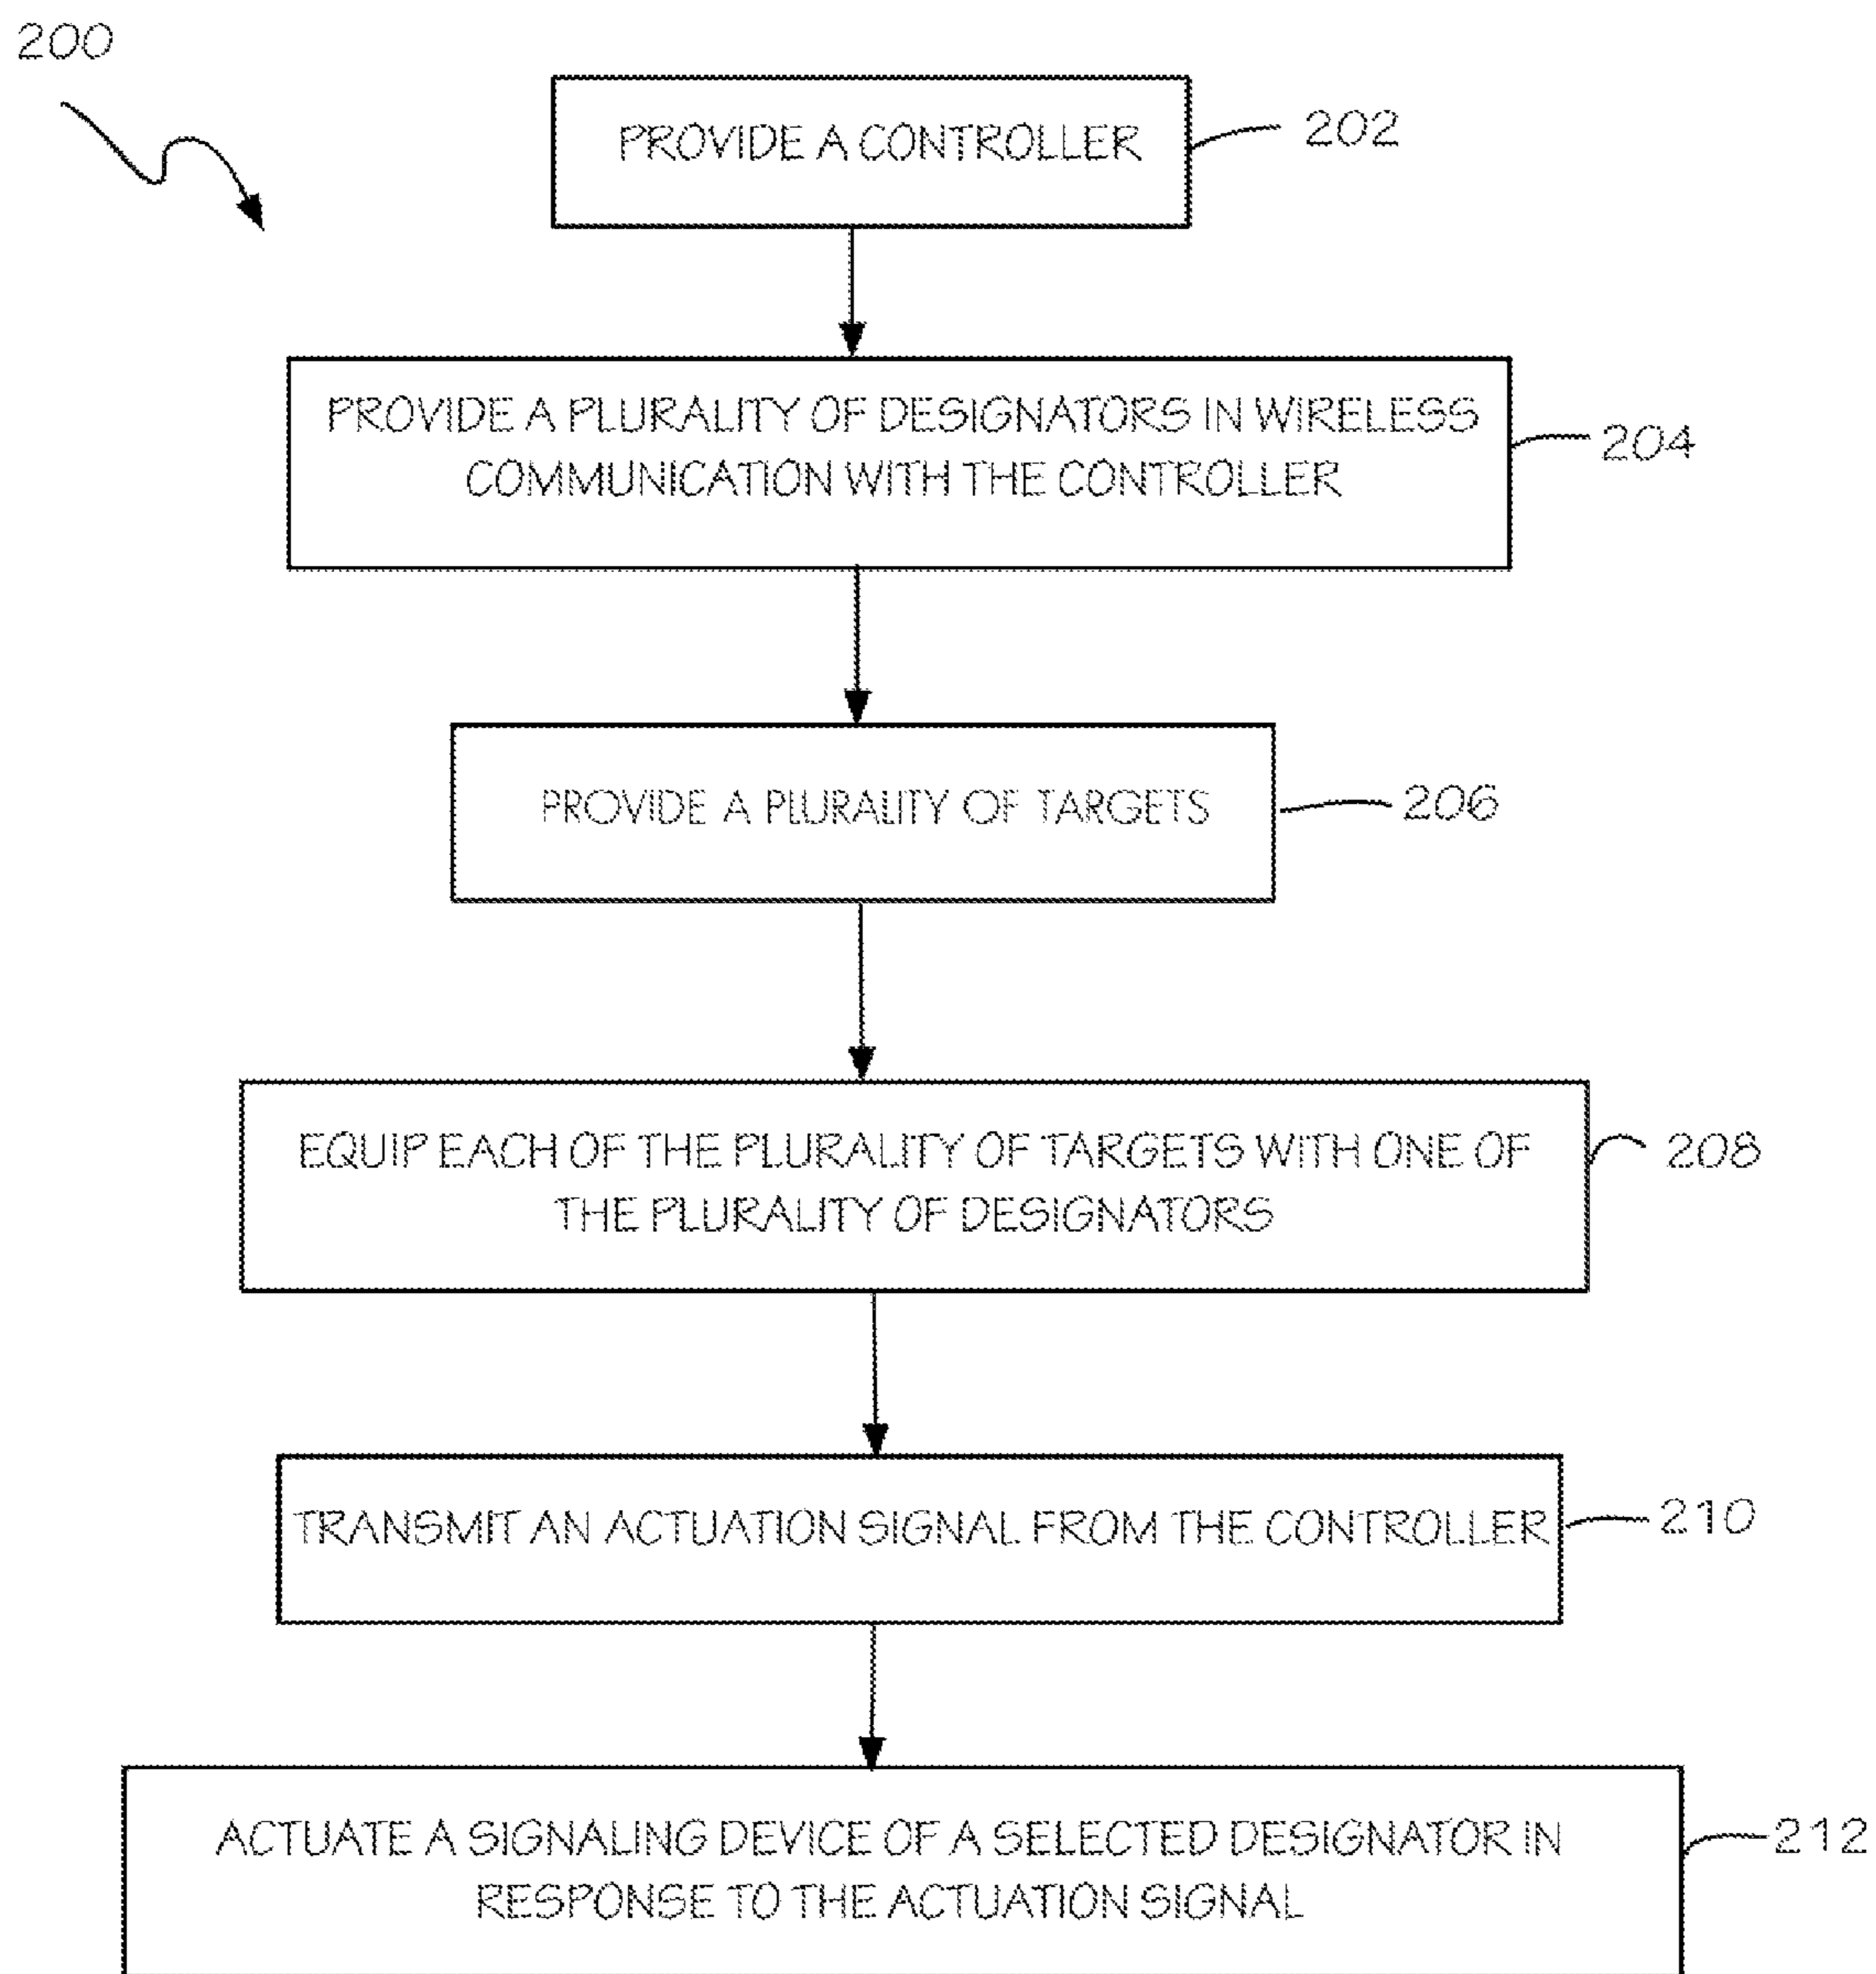 200
PROVIDE A CONTROLLER
202
PROVIDE A PLURALITY OF DESIGNATORS IN WIRELESS
COMMUNICATION WITH THE CONTROLLER
204
PROVIDE A PLURALITY OF TARGETS
206
EQUIP EACH OF THE PLURALITY OF TARGETS WITH ONE OF
THE PLURALITY OF DESIGNATORS
208
TRANSMIT AN ACTUATION SIGNAL FROM THE CONTROLLER
210
ACTUATE A SIGNALING DEVICE OF A SELECTED DESIGNATOR IN
RESPONSE TO THE ACTUATION SIGNAL
212